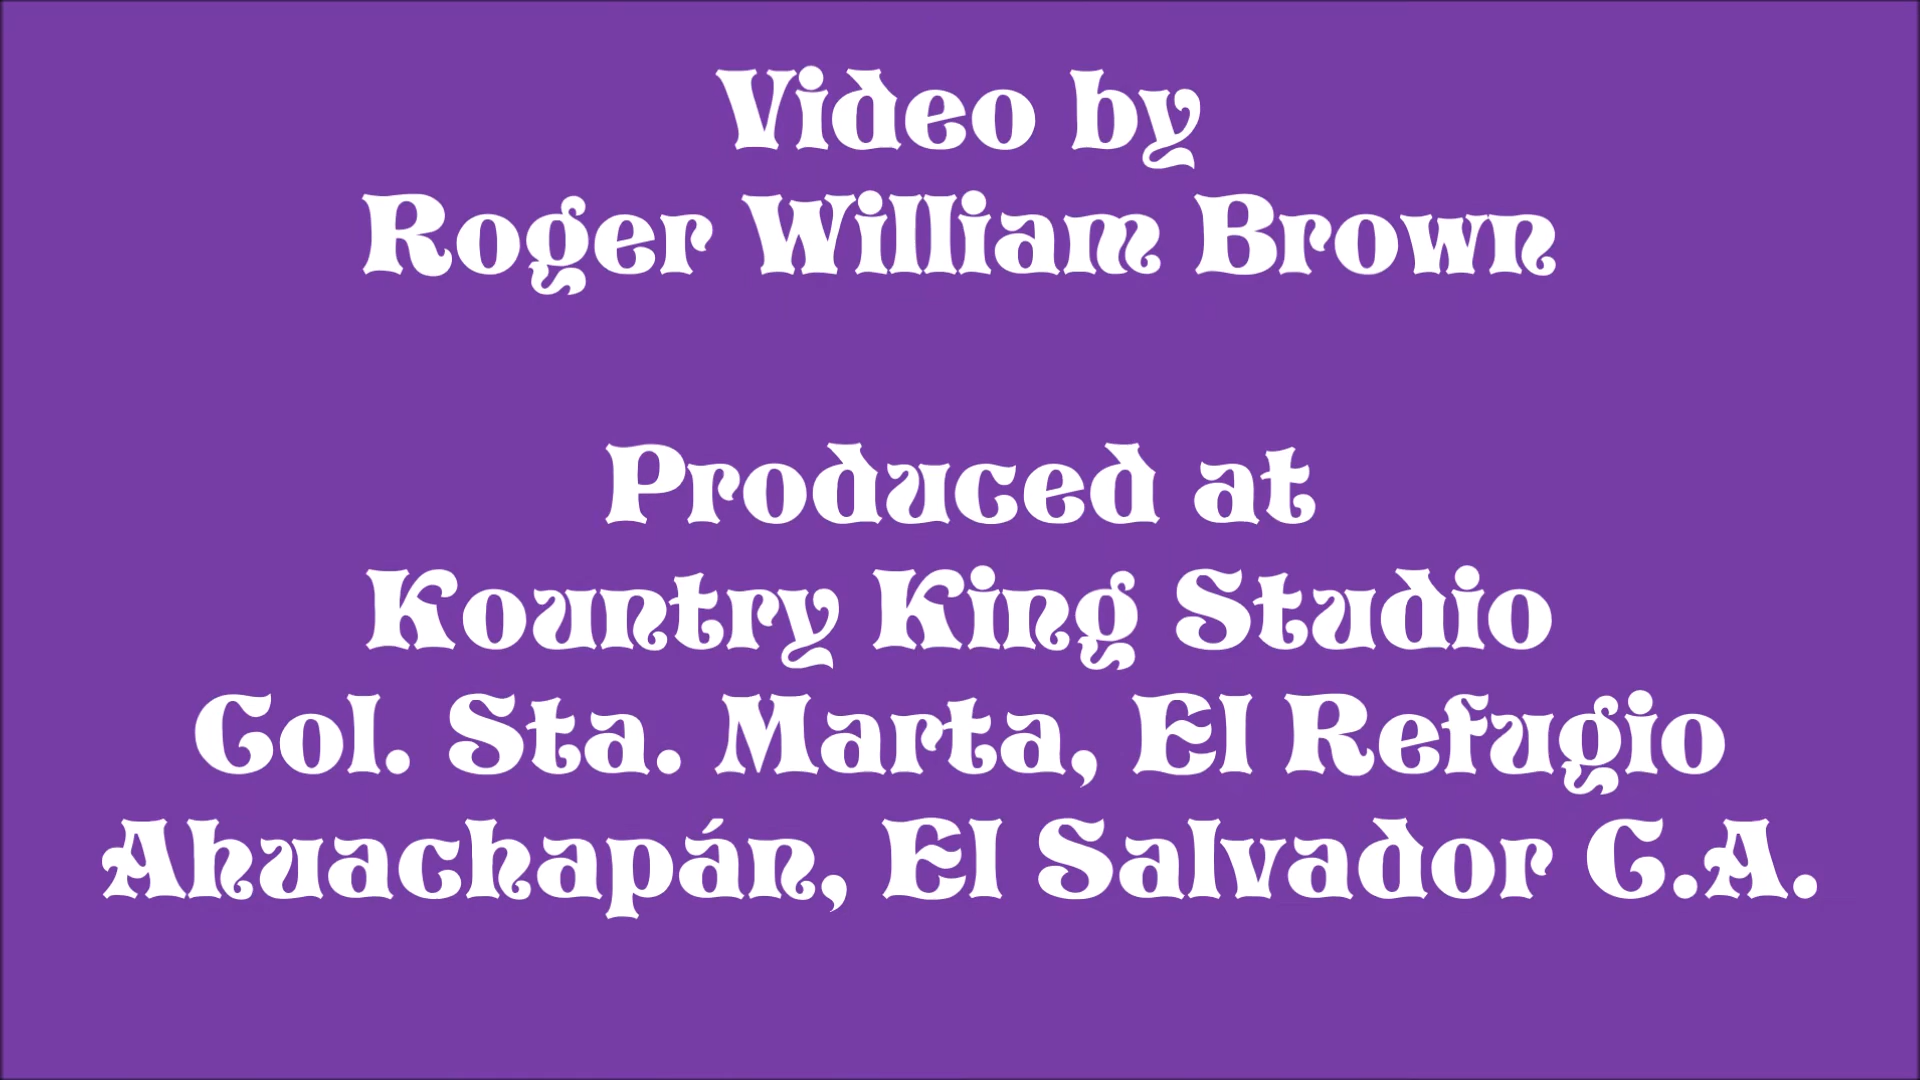 Video by
Roger William Brown
Produced at
Kountry King Studio
Col. Sta. Marta, El Refugio
Ahuachapán, El Salvador C.A.